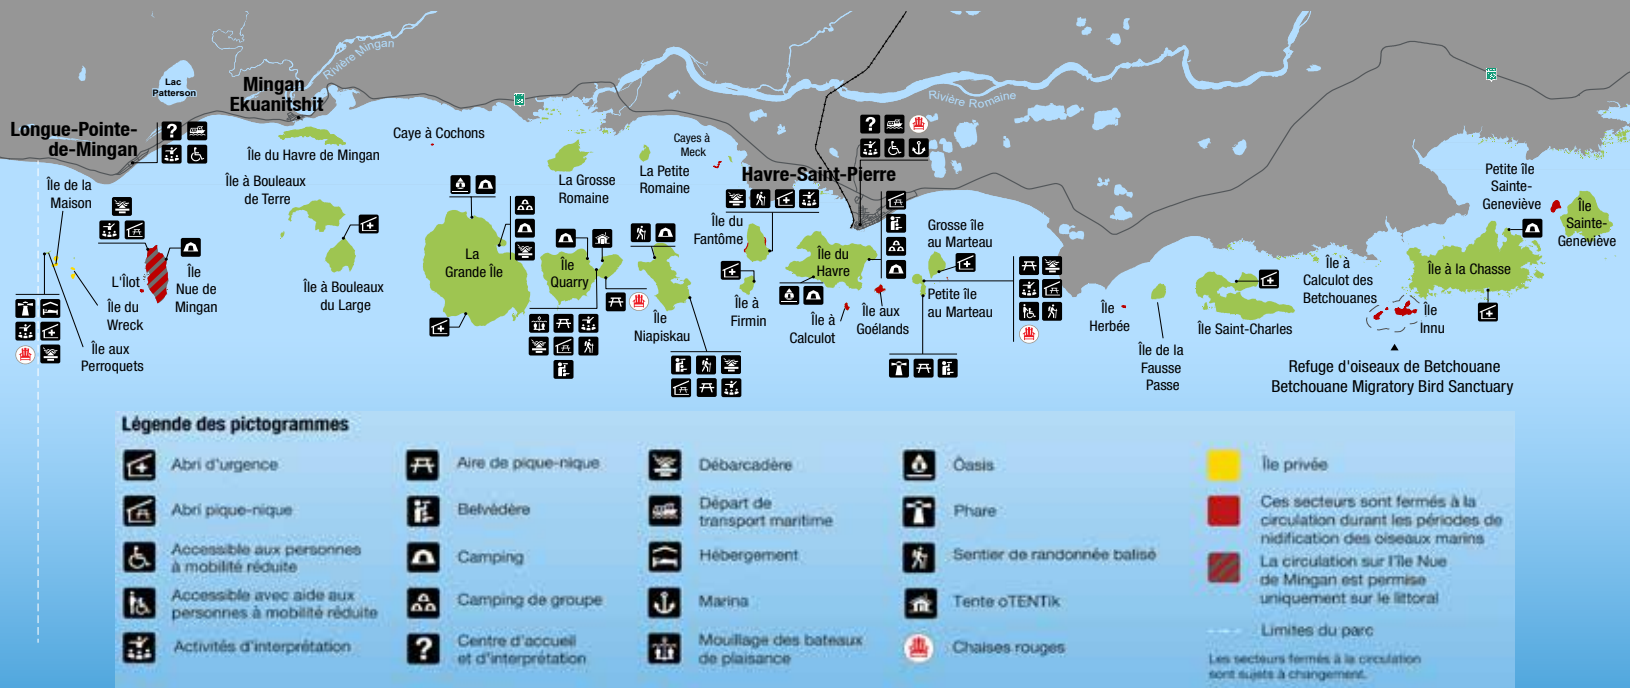 Rivière Mingan
Lac
Patterson
Mingan
Ekuanitshit
Rivière Romaine
Longue-Pointe-
de-Mingan
?
Caye à Cochons
Cayes à
Meck
Île du Havre de Mingan
La Grosse
Romaine
La Petite
Romaine
Havre-Saint-Pierre
?
Petite île
Sainte-
Geneviève
Île
Sainte-
Geneviève
Île de la
Maison
Île à Bouleaux
de Terre
Île du
Fantôme
Grosse île
au Marteau
L'Îlot
Île
Nue de
Mingan
La
Grande Île
Île
Quarry
Île du
Havre
Île à
Calculot des
Betchouanes
Île à la Chasse
Île du
Wreck
Île à Bouleaux
du Large
Île
Niapiskau
Île à
Firmin
Île à
Calculot
Île aux
Goélands
Petite île
au Marteau
Île
Herbée
Île Saint-Charles
Île
Innu
Île aux
Perroquets
Île de la
Fausse
Passe
Refuge d'oiseaux de Betchouane
Betchouane Migratory Bird Sanctuary
Légende des pictogrammes
Abri d'urgence
Abri pique-nique
Accessible aux personnes
à mobilité réduite
Accessible avec aide aux
personnes à mobilité réduite
Activités d'interprétation
Aire de pique-nique
Belvédère
Camping
Camping de groupe
?
Centre d'accueil
et d'interprétation
Débarcadère
Départ de
transport maritime
Hébergement
Marina
Mouillage des bateaux
de plaisance
Ôasis
Phare
Sentier de randonnée balisé
Tente oTENTik
Chaises rouges
Île privée
Ces secteurs sont fermés à la
circulation durant les périodes de
nidification des oiseaux marins
La circulation sur l'île Nue
de Mingan est permise
uniquement sur le littoral
Limites du parc
Les secteurs fermés à la circulation
sont sujets à changement.